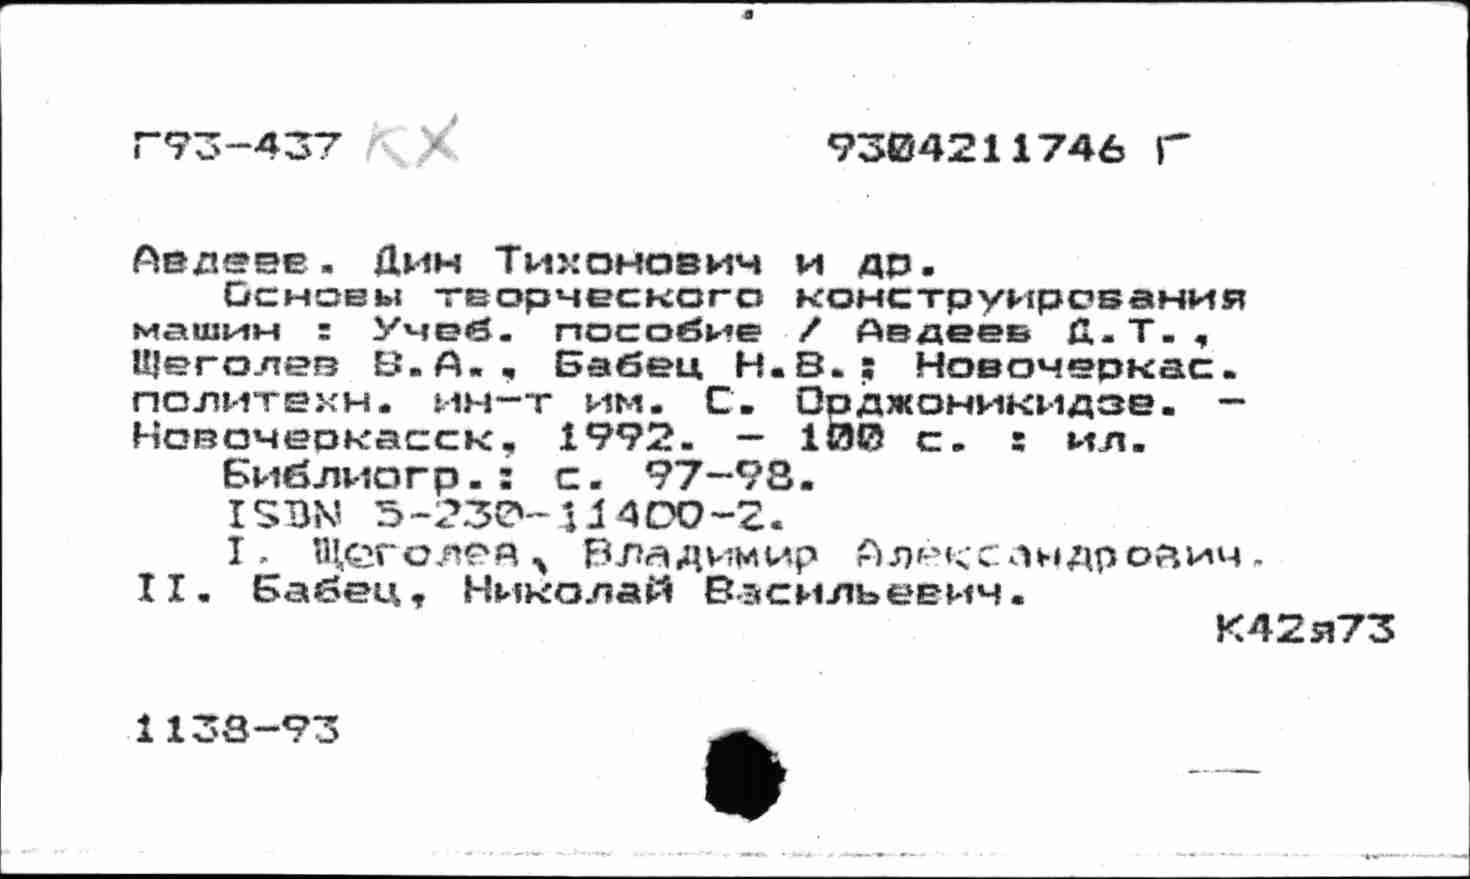 Г93-437 КХ 9304211746 Г
Авдеев. Дин Тихонович и др.
Основы творческого конструирования
машин : Учеб. пособие / Авдеев Д.Т.,
Щеголев В.А., Бабец Н.В.; Новочеркас.
политехн. ин-т им. С. Орджоникидзе. -
Новочеркасск, 1992. - 100 с. : ил.
Библиогр.: с. 97-98.
ISBN 5-230-11400-2.
I. Щеголев, Владимир Александрович.
II. Бабец, Николай Васильевич.
К42я73
1138-93